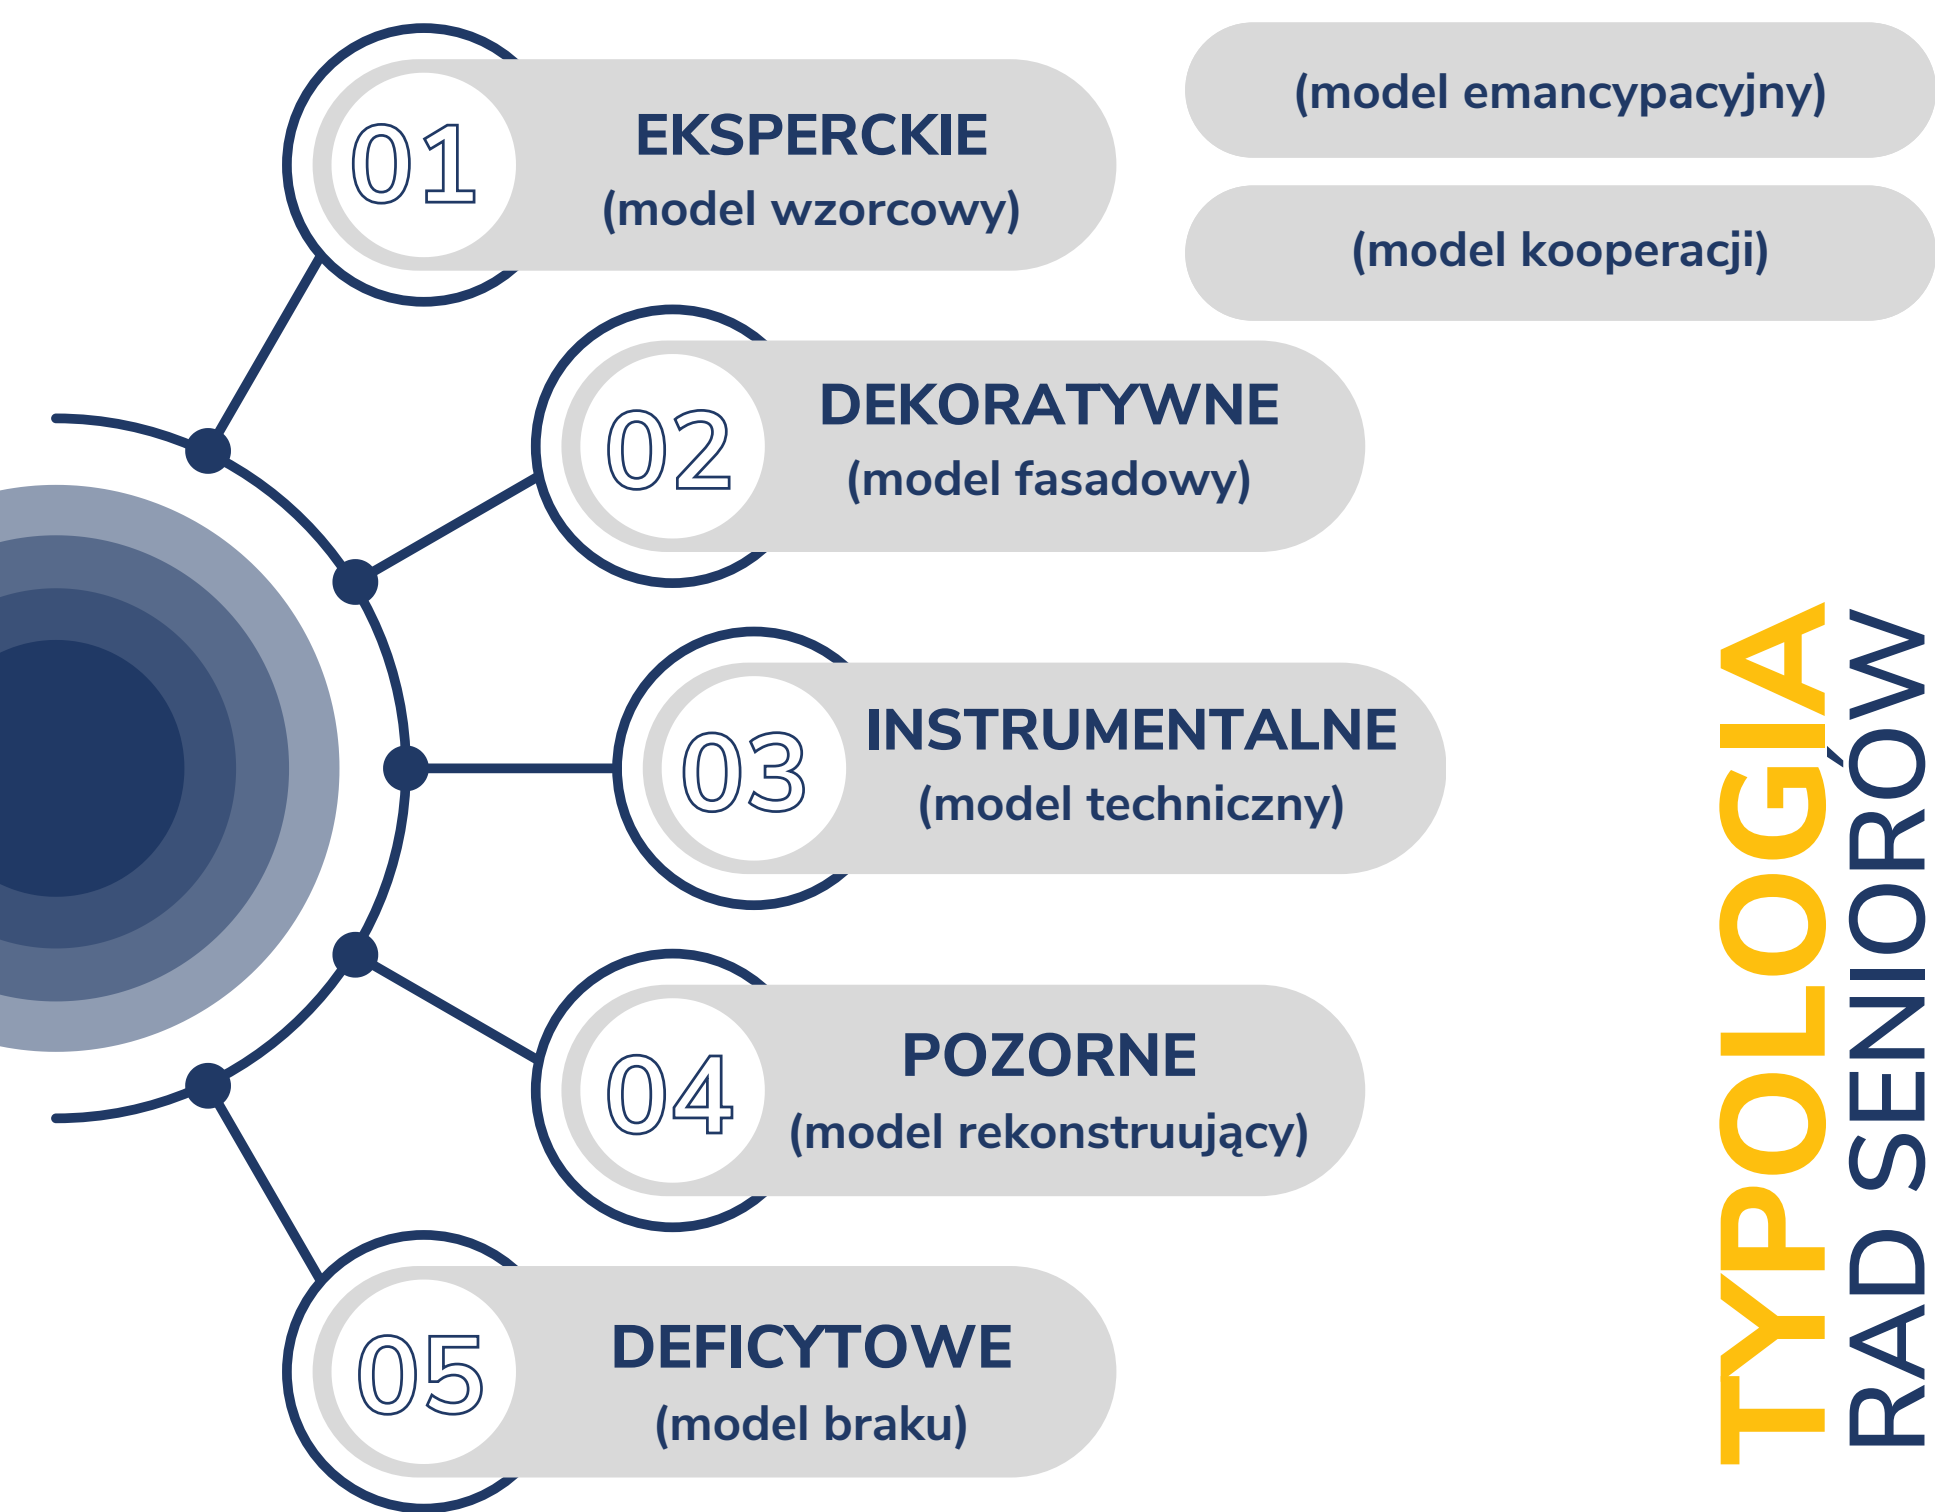 01
EKSPERCKIE
(model wzorcowy)
(model emancypacyjny)
(model kooperacji)
02
DEKORATYWNE
(model fasadowy)
03
INSTRUMENTALNE
(model techniczny)
04
POZORNE
(model rekonstruujący)
05
DEFICYTOWE
(model braku)
TYPOLOGIA
RAD SENIORÓW